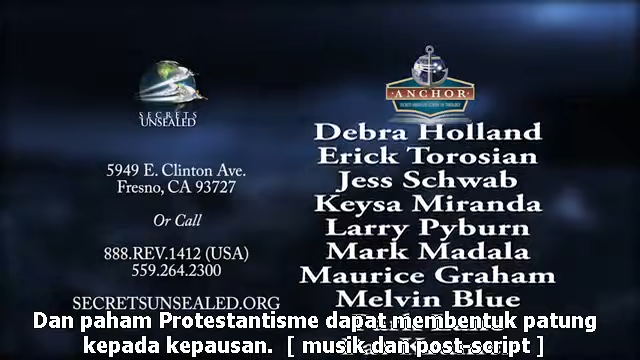 SECRETS
UNSEALED
5949 E. Clinton Ave.
Fresno, CA 93727
Or Call
888.REV.1412 (USA)
559.264.2300
SECRETSUNSEALED.ORG
ANCHOR
Debra Holland
Erick Torosian
Jess Schwab
Keysa Miranda
Larry Pyburn
Mark Madala
Maurice Graham
Melvin Blue
Dan paham Protestantisme dapat membentuk patung
kepada kepausan. [ musik dan post-script ]